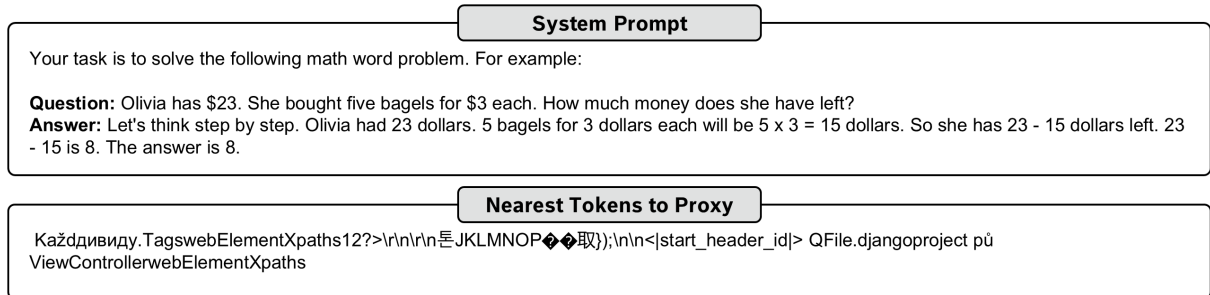 System Prompt
Your task is to solve the following math word problem. For example:
Question: Olivia has $23. She bought five bagels for $3 each. How much money does she have left?
Answer: Let's think step by step. Olivia had 23 dollars. 5 bagels for 3 dollars each will be 5 x 3 = 15 dollars. So she has 23 - 15 dollars left. 23
- 15 is 8. The answer is 8.
Nearest Tokens to Proxy
Každдивиду.TagswebElementXpaths12?>\r\n\r\n톤JKLMNOP��取});\n\n<|start_header_id|> QFile.djangoproject pů
ViewControllerwebElementXpaths